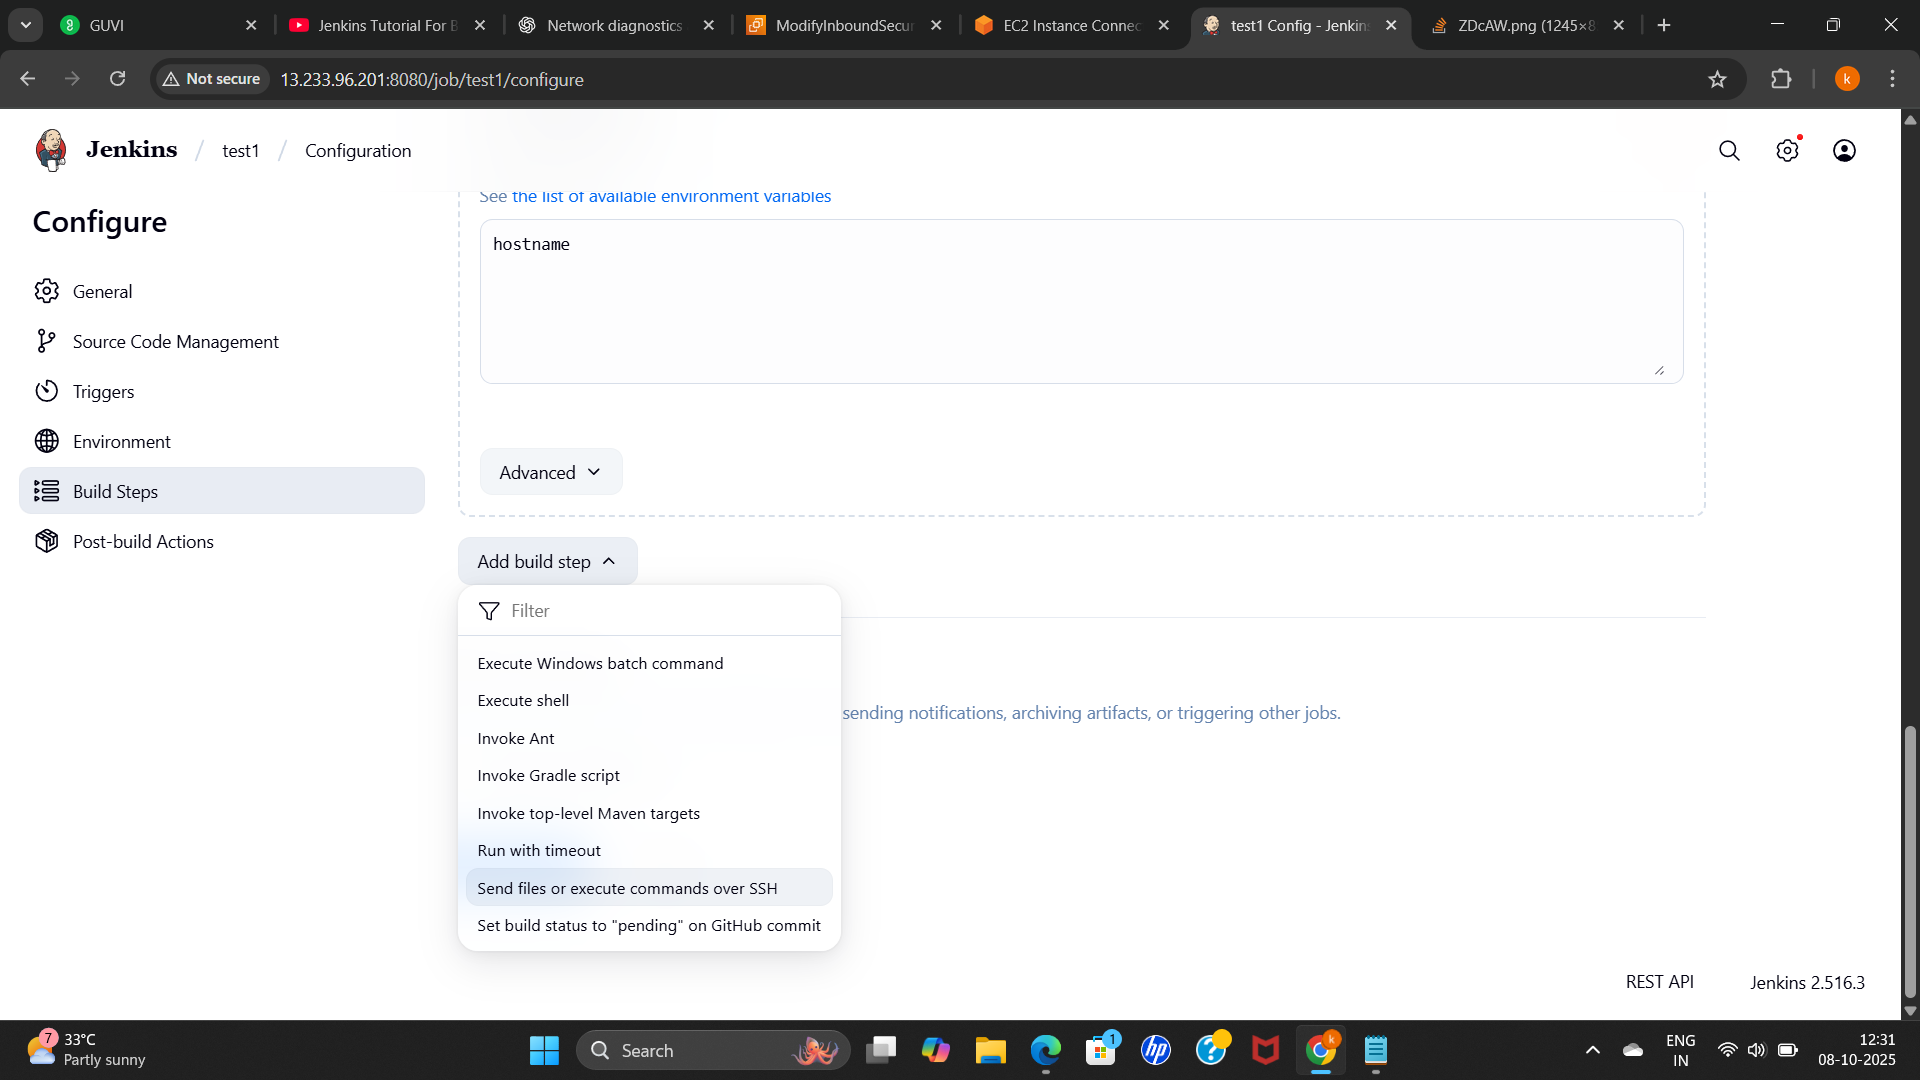 GUVI
Jenkins Tutorial For B
Network diagnostics
ModifyInboundSecur
EC2 Instance Connec
test1 Config - Jenkins
ZDcAW.png (1245×8
Not secure
13.233.96.201:8080/job/test1/configure
k
Jenkins / test1 / Configuration
Configure
General
Source Code Management
Triggers
Environment
Build Steps
Post-build Actions
See the list of available environment variables
hostname
Advanced
Add build step
Filter
Execute Windows batch command
Execute shell
Invoke Ant
Invoke Gradle script
Invoke top-level Maven targets
Run with timeout
Send files or execute commands over SSH
Set build status to "pending" on GitHub commit
sending notifications, archiving artifacts, or triggering other jobs.
REST API
Jenkins 2.516.3
7
33°C
Partly sunny
Search
1
hp
k
ENG
IN
12:31
08-10-2025